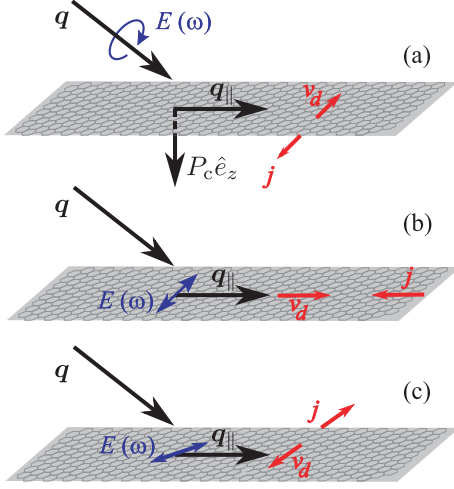 q E (ω)
(a)
q|| v_d
j
P_c ê_z
(b)
q
E (ω) q|| v_d j
(c)
q j
E (ω) q|| v_d